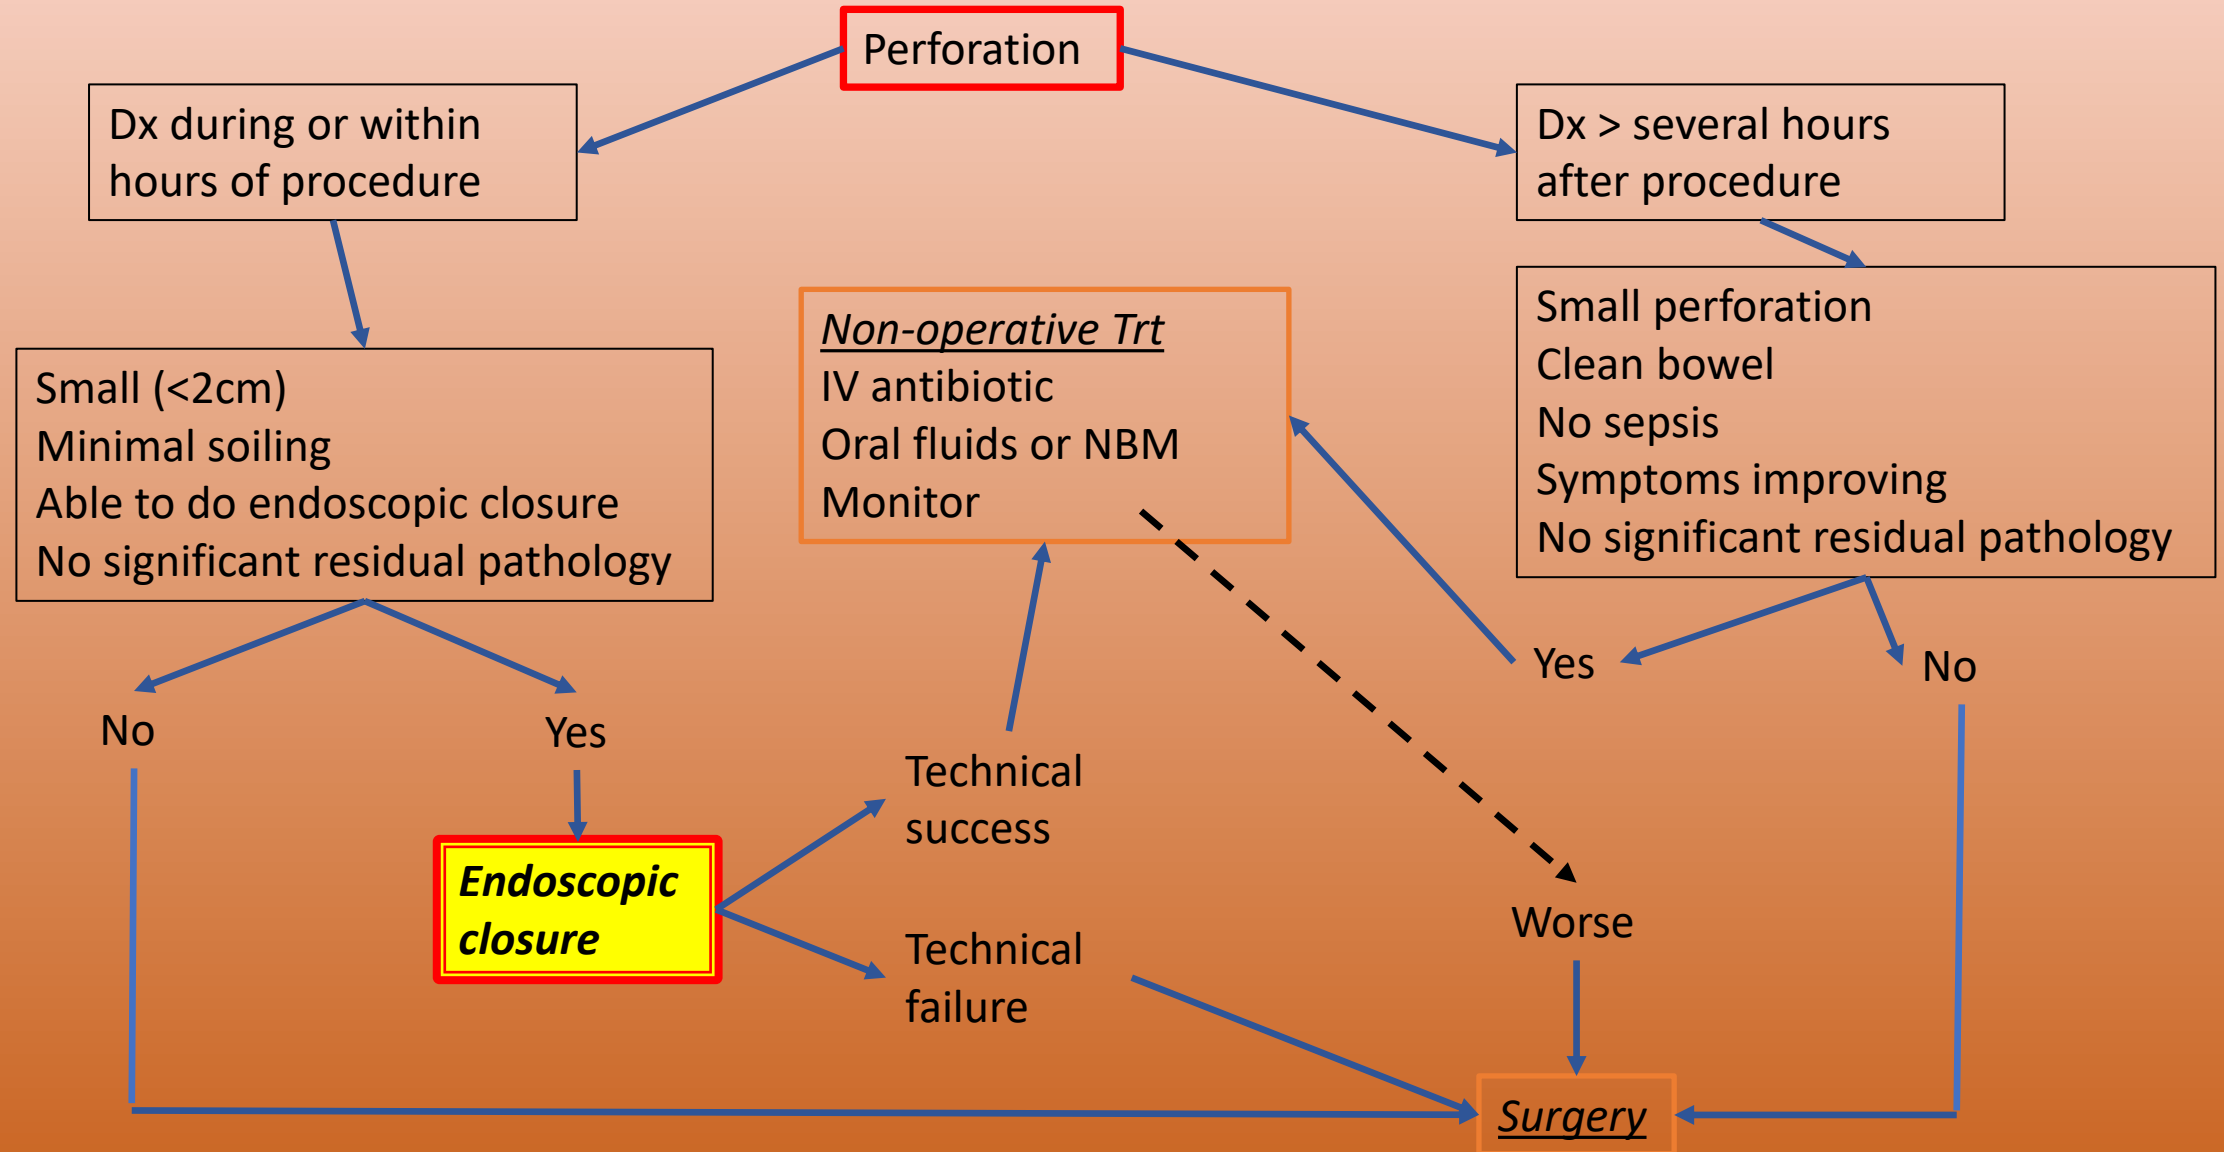 Perforation
Dx during or within
hours of procedure
Dx > several hours
after procedure
Small (<2cm)
Minimal soiling
Able to do endoscopic closure
No significant residual pathology
Non-operative Trt
IV antibiotic
Oral fluids or NBM
Monitor
Small perforation
Clean bowel
No sepsis
Symptoms improving
No significant residual pathology
No
Yes
Yes
No
Technical
success
Endoscopic
closure
Technical
failure
Worse
Surgery